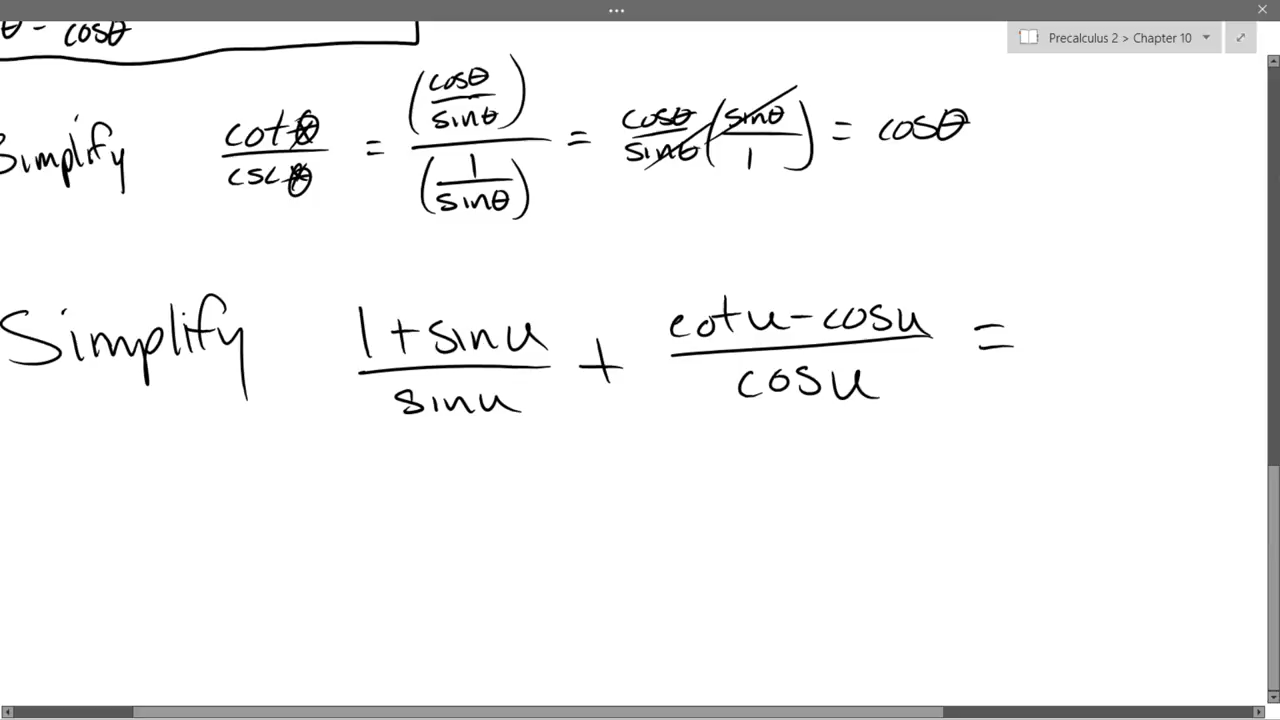 ...
Precalculus 2 > Chapter 10
θ - cosθ
Simplify cotθ/cscθ = (cosθ/sinθ)/(1/sinθ) = cosθ/sinθ (sinθ/1) = cosθ
Simplify (1+sinu)/sinu + (cotu-cosu)/cosu =